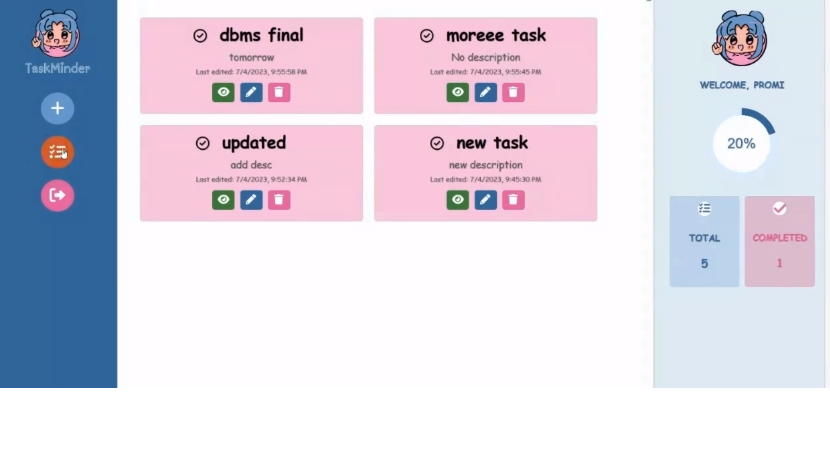 TaskMinder
dbms final
tomorrow
Last edited: 7/4/2023, 9:55:58 PM
moreee task
No description
Last edited: 7/4/2023, 9:55:45 PM
updated
add desc
Last edited: 7/4/2023, 9:52:34 PM
new task
new description
Last edited: 7/4/2023, 9:45:30 PM
WELCOME, PROMI
20%
TOTAL
5
COMPLETED
1